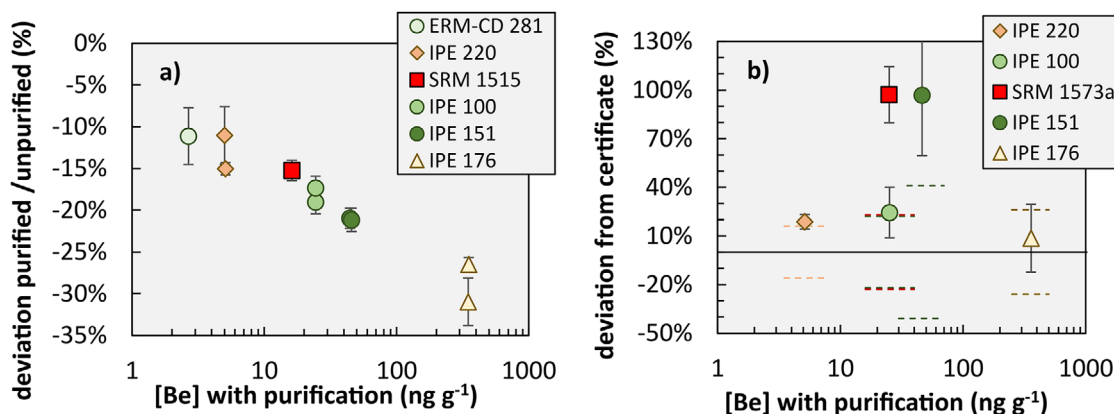 a)
deviation purified /unpurified (%)
0%
-5%
-10%
-15%
-20%
-25%
-30%
-35%
ERM-CD 281
IPE 220
SRM 1515
IPE 100
IPE 151
IPE 176
1
10
100
1000
[Be] with purification (ng g⁻¹)
b)
deviation from certificate (%)
130%
100%
70%
40%
10%
-20%
-50%
IPE 220
IPE 100
SRM 1573a
IPE 151
IPE 176
1
10
100
1000
[Be] with purification (ng g⁻¹)